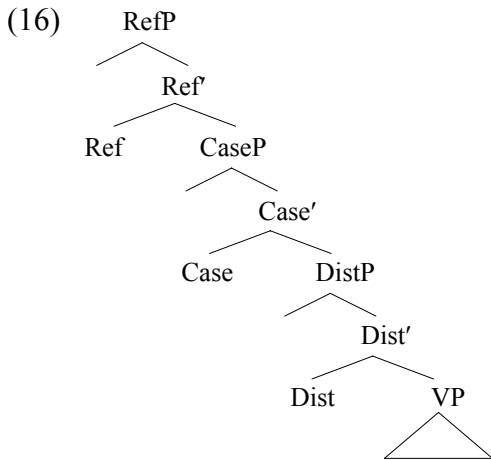 (16) RefP
Ref′
Ref CaseP
Case′
Case DistP
Dist′
Dist VP